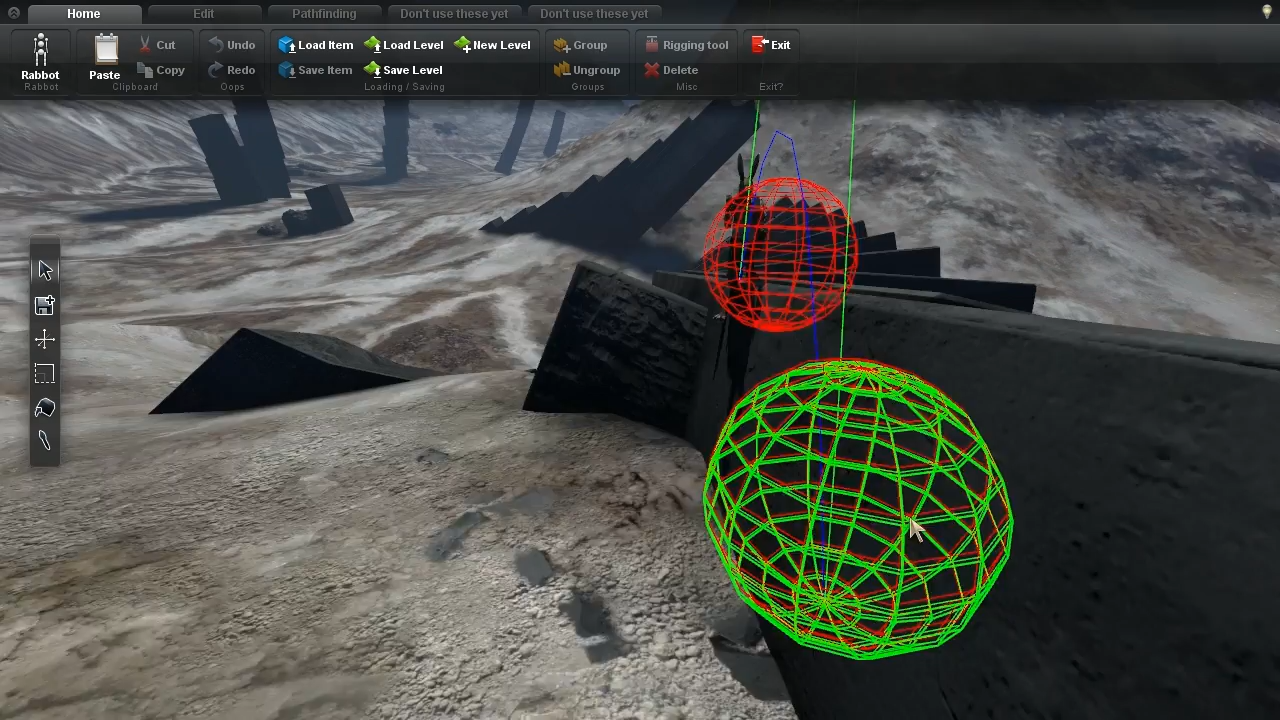 Home Edit Pathfinding Don't use these yet Don't use these yet
Cut Undo Load Item Load Level New Level Group Rigging tool Exit
Rabbot Paste Copy Redo Save Item Save Level Ungroup Delete
Rabbot Clipboard Oops Loading / Saving Groups Misc Exit?